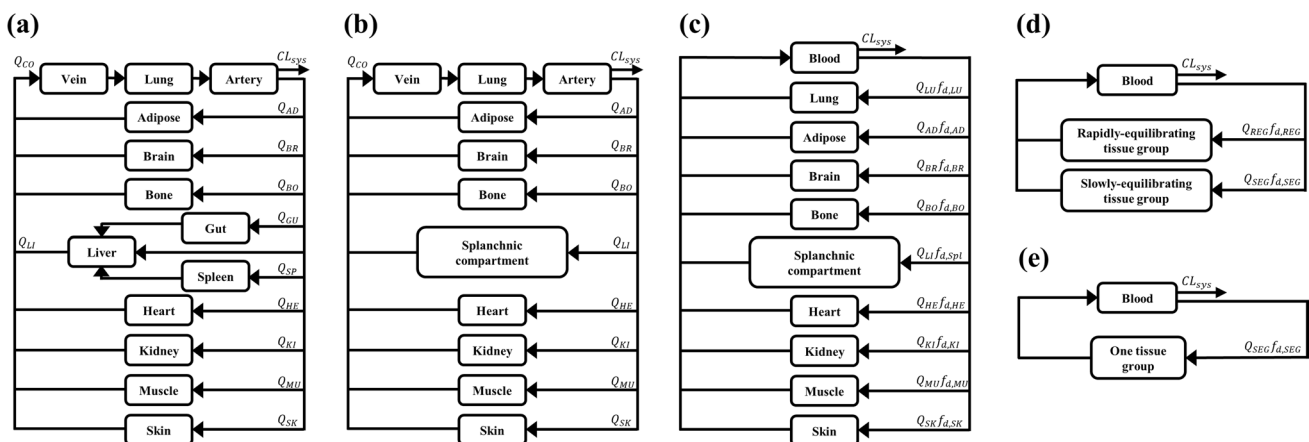 (a)
Q_CO
Vein
Lung
Artery
CL_sys
Adipose
Q_AD
Brain
Q_BR
Bone
Q_BO
Gut
Q_GU
Q_LI
Liver
Spleen
Q_SP
Heart
Q_HE
Kidney
Q_KI
Muscle
Q_MU
Skin
Q_SK
(b)
Q_CO
Vein
Lung
Artery
CL_sys
Adipose
Q_AD
Brain
Q_BR
Bone
Q_BO
Splanchnic
compartment
Q_LI
Heart
Q_HE
Kidney
Q_KI
Muscle
Q_MU
Skin
Q_SK
(c)
Blood
CL_sys
Lung
Q_LU f_d,LU
Adipose
Q_AD f_d,AD
Brain
Q_BR f_d,BR
Bone
Q_BO f_d,BO
Splanchnic
compartment
Q_LI f_d,Spl
Heart
Q_HE f_d,HE
Kidney
Q_KI f_d,KI
Muscle
Q_MU f_d,MU
Skin
Q_SK f_d,SK
(d)
Blood
CL_sys
Rapidly-equilibrating
tissue group
Q_REG f_d,REG
Slowly-equilibrating
tissue group
Q_SEG f_d,SEG
(e)
Blood
CL_sys
One tissue
group
Q_SEG f_d,SEG